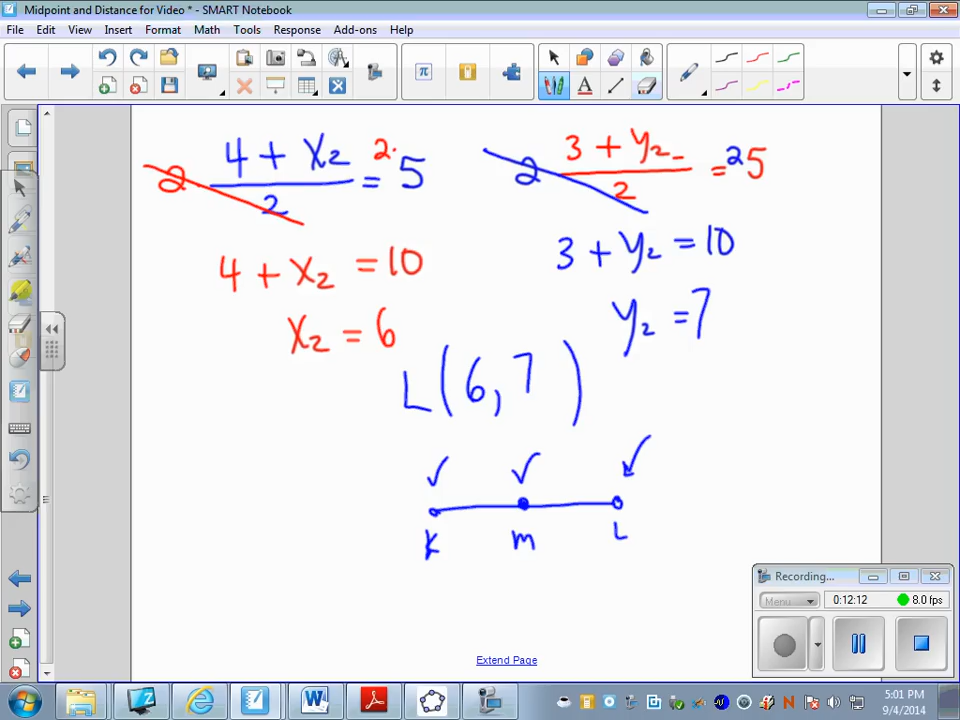 Midpoint and Distance for Video * - SMART Notebook
File Edit View Insert Format Math Tools Response Add-ons Help
2 (4 + x₂)/2 = 2·5
2 (3 + y₂)/2 = 2 5
4 + x₂ = 10
3 + y₂ = 10
x₂ = 6
y₂ = 7
L(6, 7)
K m L
Recording...
Menu 0:12:12 8.0 fps
Extend Page
5:01 PM
9/4/2014